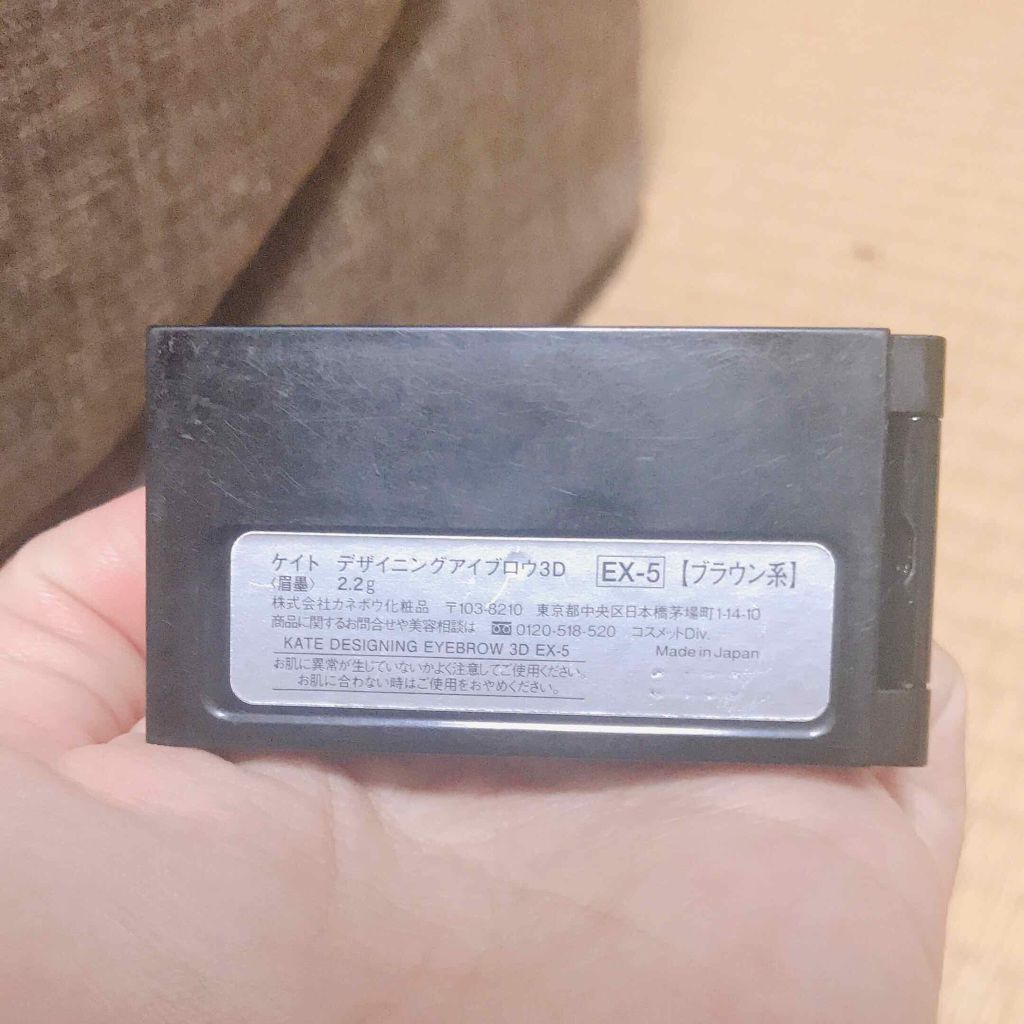 ケイト デザイニングアイブロウ3D EX-5 【ブラウン系】
〈眉墨〉 2.2g
株式会社カネボウ化粧品 〒103-8210 東京都中央区日本橋茅場町1-14-10
商品に関するお問合せや美容相談は 0120-518-520 コスメットDiv.
KATE DESIGNING EYEBROW 3D EX-5 Made in Japan
お肌に異常が生じていないかよく注意してご使用ください。
お肌に合わない時はご使用をおやめください。